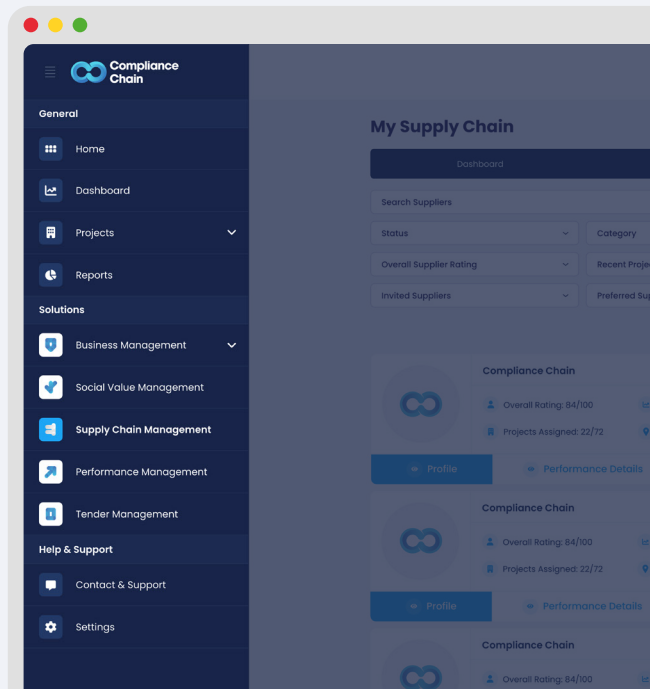 Compliance
Chain
General
Home
Dashboard
Projects
Reports
Solutions
Business Management
Social Value Management
Supply Chain Management
Performance Management
Tender Management
Help & Support
Contact & Support
Settings
My Supply Chain
Dashboard
Search Suppliers
Status
Category
Overall Supplier Rating
Recent Proje
Invited Suppliers
Preferred Sup
Compliance Chain
Overall Rating: 84/100
Projects Assigned: 22/72
Profile
Performance Details
Compliance Chain
Overall Rating: 84/100
Projects Assigned: 22/72
Profile
Performance Details
Compliance Chain
Overall Rating: 84/100